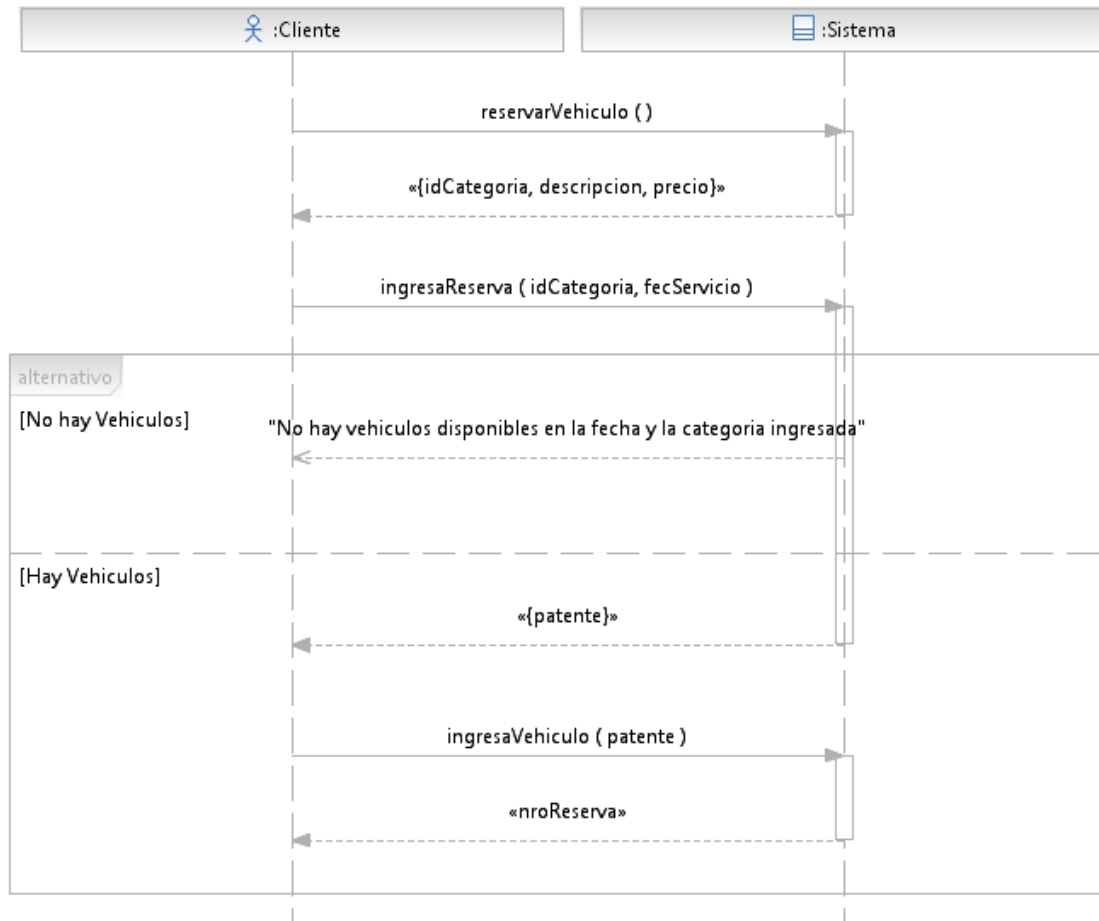 :Cliente
:Sistema
reservarVehiculo ( )
«{idCategoria, descripcion, precio}»
ingresaReserva ( idCategoria, fecServicio )
alternativo
[No hay Vehiculos]
"No hay vehiculos disponibles en la fecha y la categoria ingresada"
[Hay Vehiculos]
«{patente}»
ingresaVehiculo ( patente )
«nroReserva»